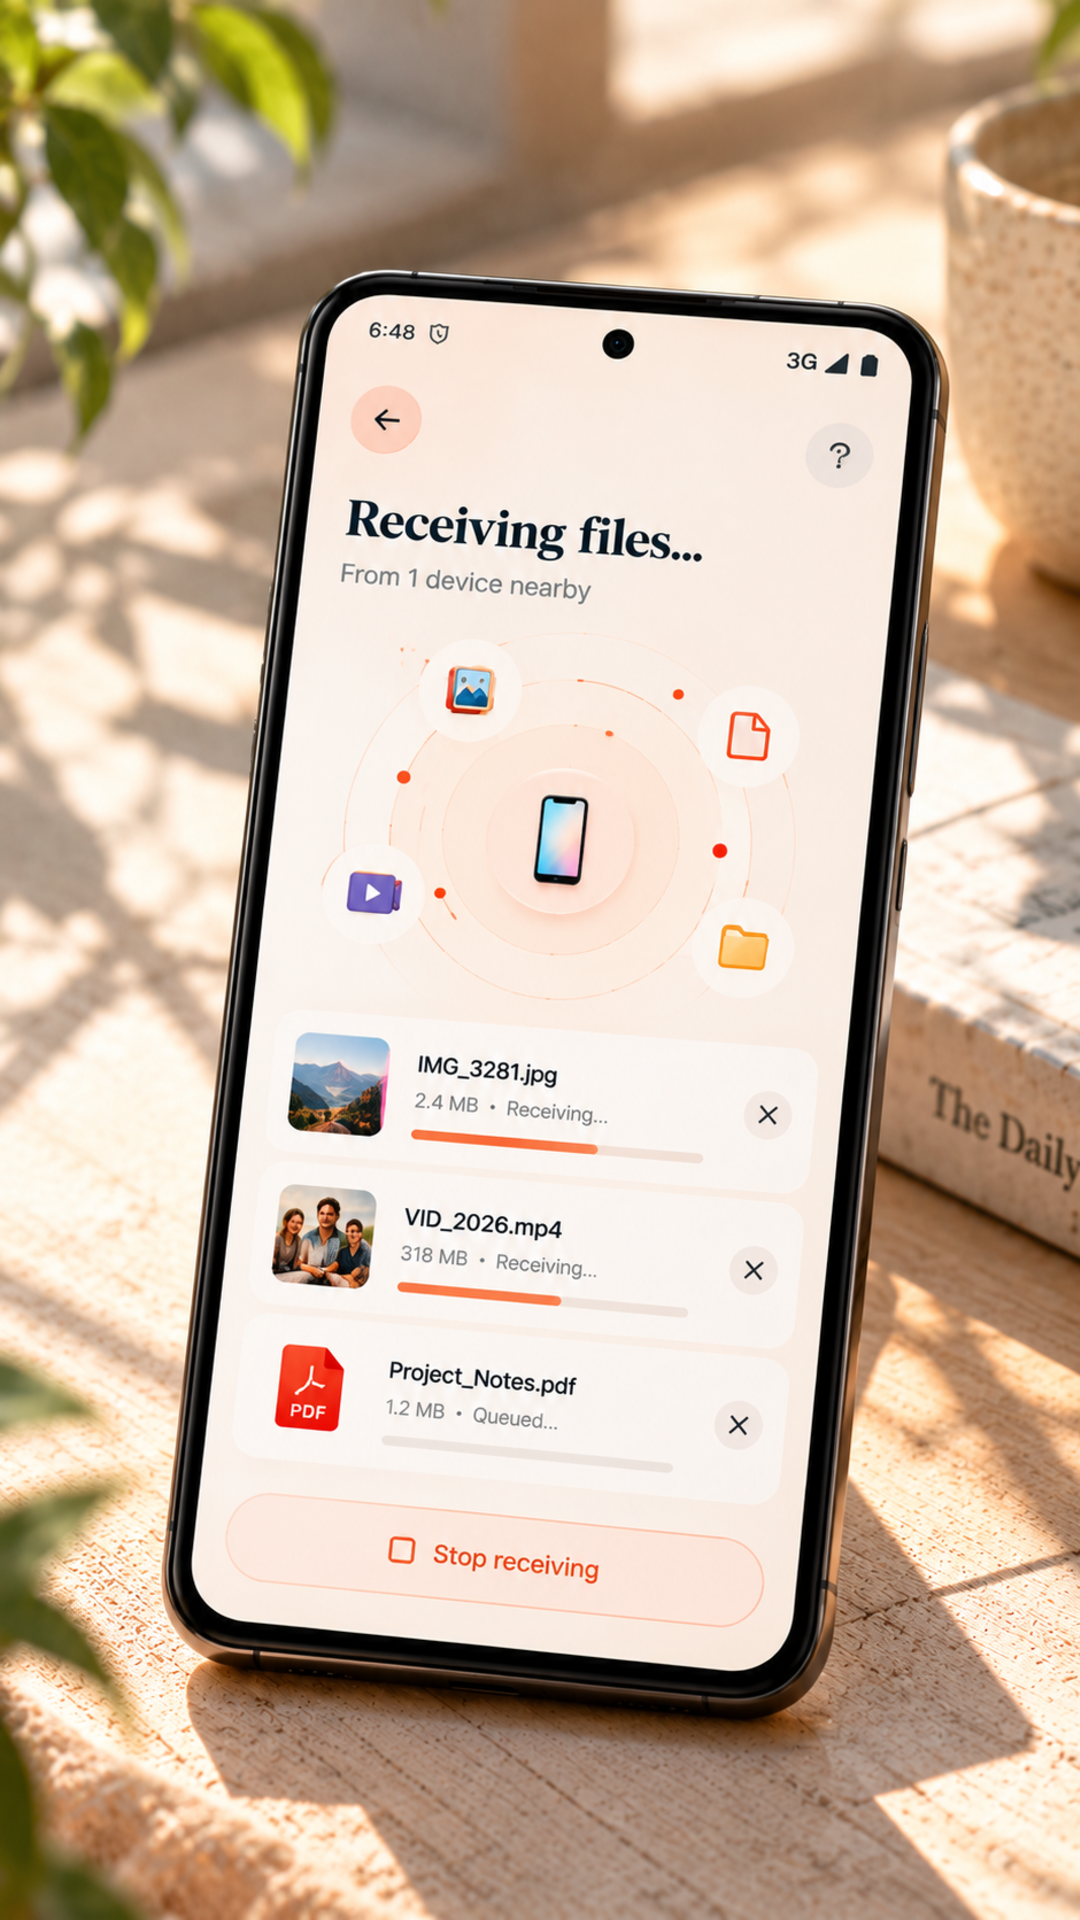 6:48
3G
?
Receiving files...
From 1 device nearby
IMG_3281.jpg
2.4 MB • Receiving...
VID_2026.mp4
318 MB • Receiving...
PDF
Project_Notes.pdf
1.2 MB • Queued...
Stop receiving
The Daily